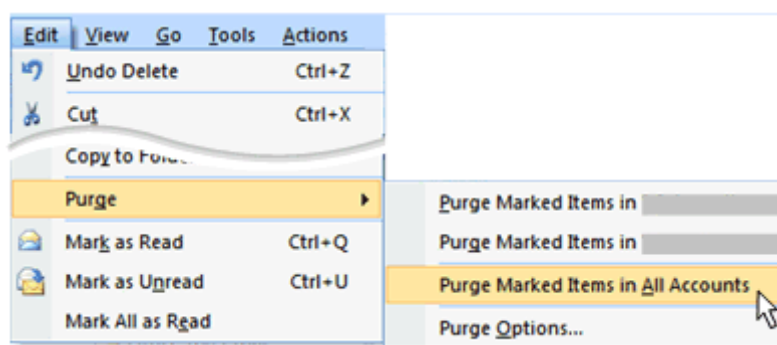 Edit View Go Tools Actions
Undo Delete Ctrl+Z
Cut Ctrl+X
Copy to
Purge
Purge Marked Items in
Mark as Read Ctrl+Q
Purge Marked Items in
Mark as Unread Ctrl+U
Purge Marked Items in All Accounts
Mark All as Read
Purge Options...